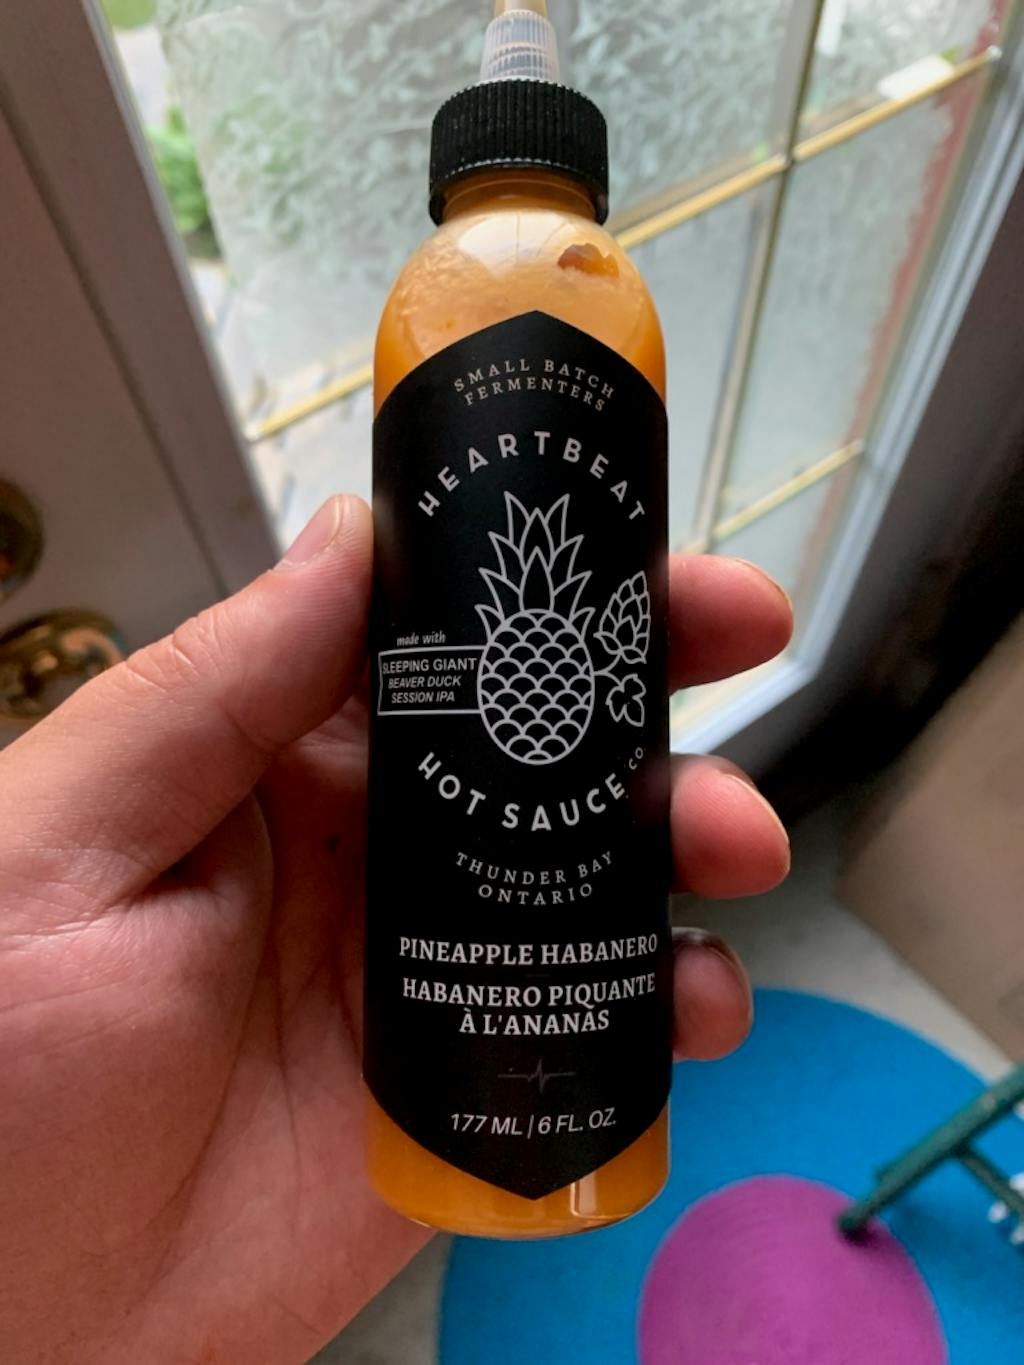 SMALL BATCH
FERMENTERS
HEARTBEAT
made with
SLEEPING GIANT
BEAVER DUCK
SESSION IPA
HOT SAUCE CO
THUNDER BAY
ONTARIO
PINEAPPLE HABANERO
HABANERO PIQUANTE
À L'ANANAS
177 ML | 6 FL. OZ.